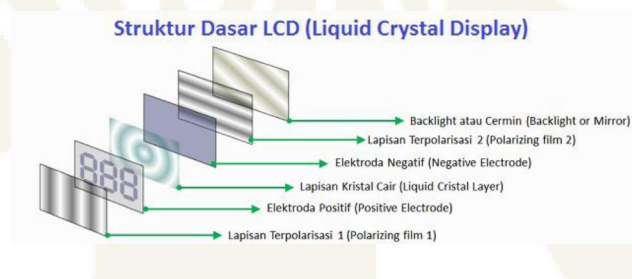 Struktur Dasar LCD (Liquid Crystal Display)
888
Backlight atau Cermin (Backlight or Mirror)
Lapisan Terpolarisasi 2 (Polarizing film 2)
Elektroda Negatif (Negative Electrode)
Lapisan Kristal Cair (Liquid Cristal Layer)
Elektroda Positif (Positive Electrode)
Lapisan Terpolarisasi 1 (Polarizing film 1)